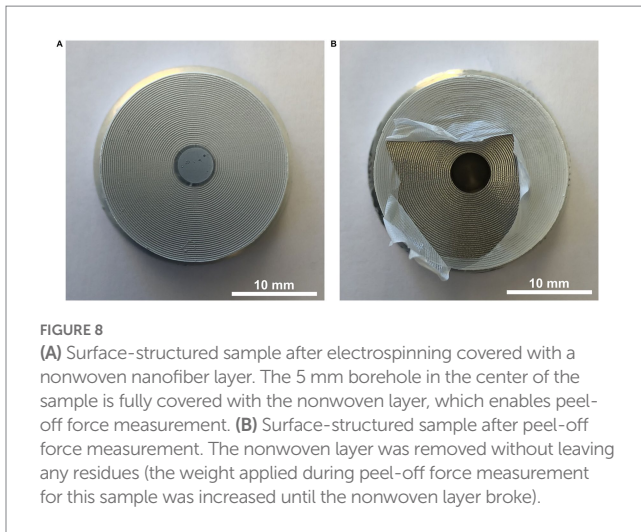 A
B
10 mm
10 mm
FIGURE 8
(A) Surface-structured sample after electrospinning covered with a
nonwoven nanofiber layer. The 5 mm borehole in the center of the
sample is fully covered with the nonwoven layer, which enables peel-
off force measurement. (B) Surface-structured sample after peel-off
force measurement. The nonwoven layer was removed without leaving
any residues (the weight applied during peel-off force measurement
for this sample was increased until the nonwoven layer broke).